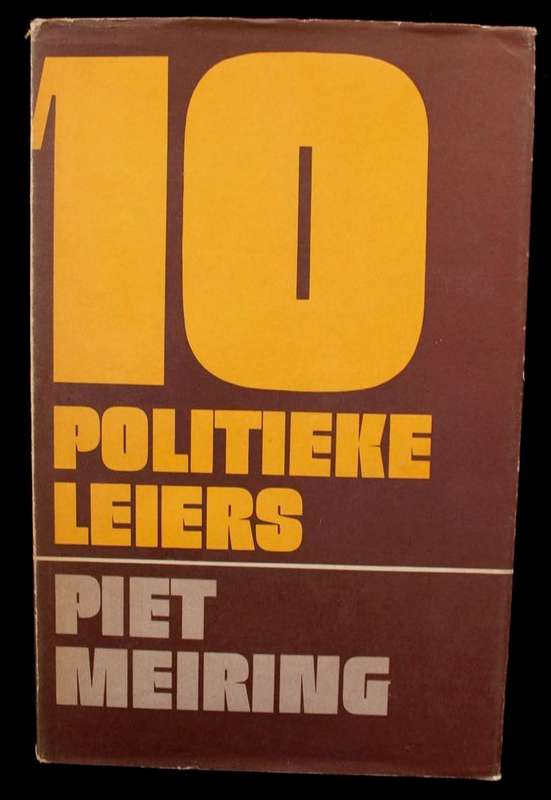 10
POLITIEKE
LEIERS
PIET
MEIRING